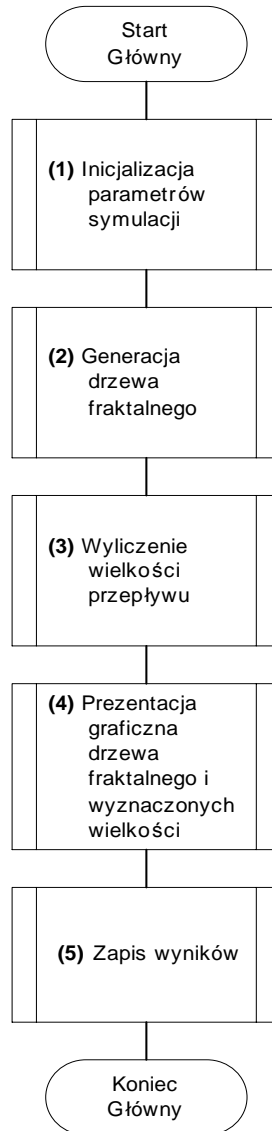 Start
Główny
(1) Inicjalizacja
parametrów
symulacji
(2) Generacja
drzewa
fraktalnego
(3) Wyliczenie
wielkości
przepływu
(4) Prezentacja
graficzna
drzewa
fraktalnego i
wyznaczonych
wielkości
(5) Zapis wyników
Koniec
Główny